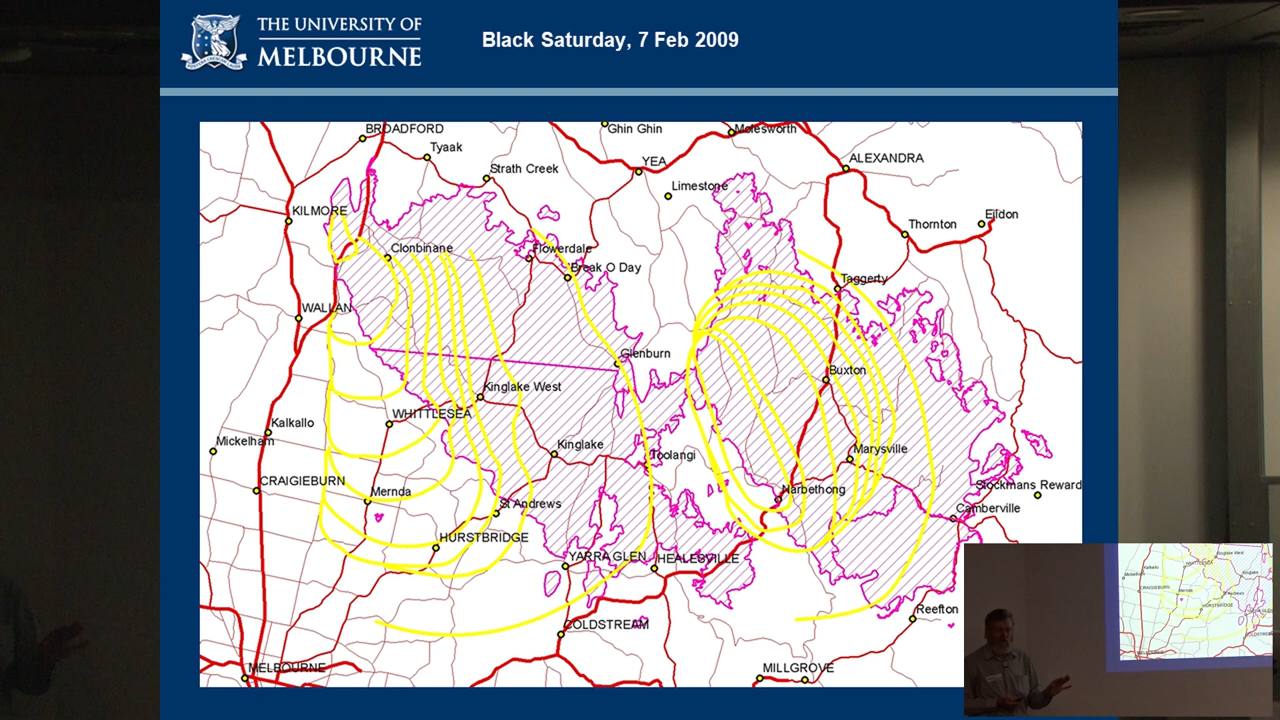 THE UNIVERSITY OF
MELBOURNE
Black Saturday, 7 Feb 2009
BROADFORD
Ghin Ghin
Molesworth
Tyaak
YEA
ALEXANDRA
Strath Creek
Limestone
KILMORE
Thornton
Eildon
Clonbinane
Flowerdale
Break O Day
Taggerty
WALLAN
Glenburn
Buxton
Kinglake West
WHITTLESEA
Kalkallo
Mickelham
Kinglake
Toolangi
Marysville
CRAIGIEBURN
Mernda
Narbethong
Stockmans Reward
St Andrews
Camberville
HURSTBRIDGE
YARRA GLEN
HEALESVILLE
Reefton
COLDSTREAM
MELBOURNE
MILLGROVE